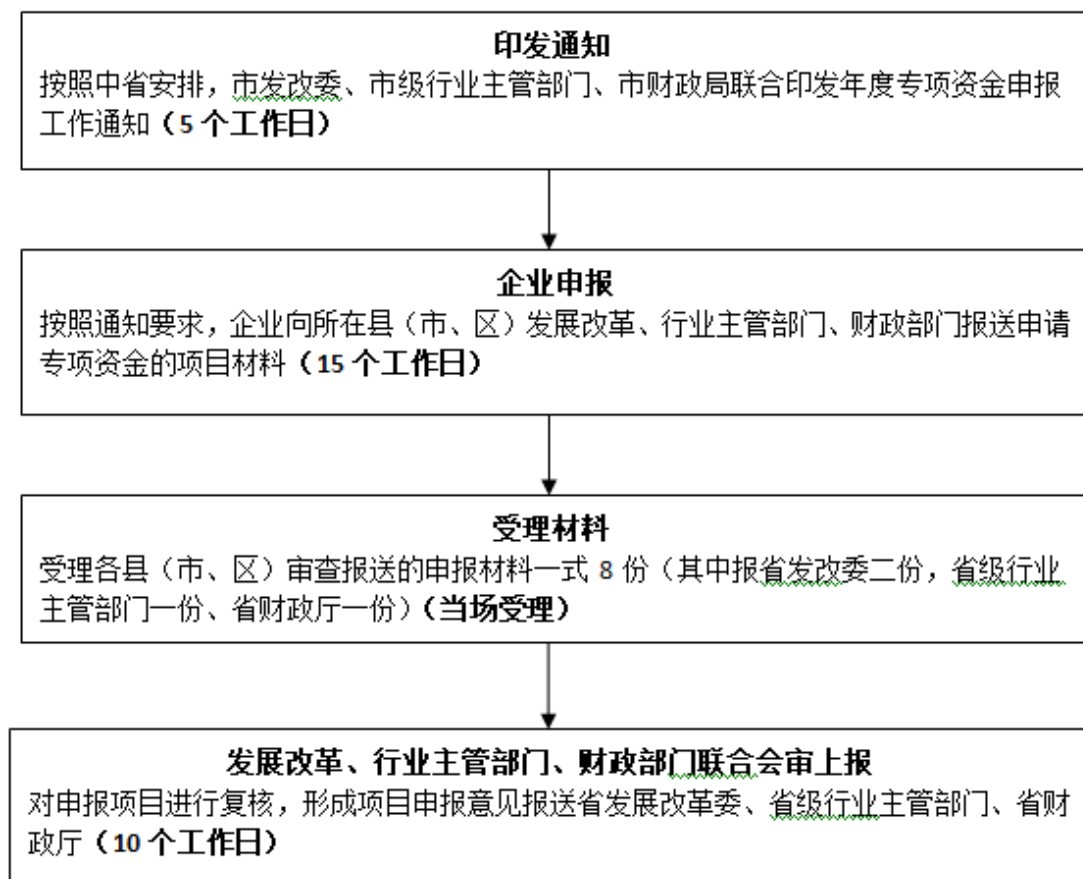 印发通知
按照中省安排，市发改委、市级行业主管部门、市财政局联合印发年度专项资金申报
工作通知（5 个工作日）
企业申报
按照通知要求，企业向所在县（市、区）发展改革、行业主管部门、财政部门报送申请
专项资金的项目材料（15 个工作日）
受理材料
受理各县（市、区）审查报送的申报材料一式 8 份（其中报省发改委二份，省级行业
主管部门一份、省财政厅一份）（当场受理）
发展改革、行业主管部门、财政部门联合会审上报
对申报项目进行复核，形成项目申报意见报送省发展改革委、省级行业主管部门、省财
政厅（10 个工作日）